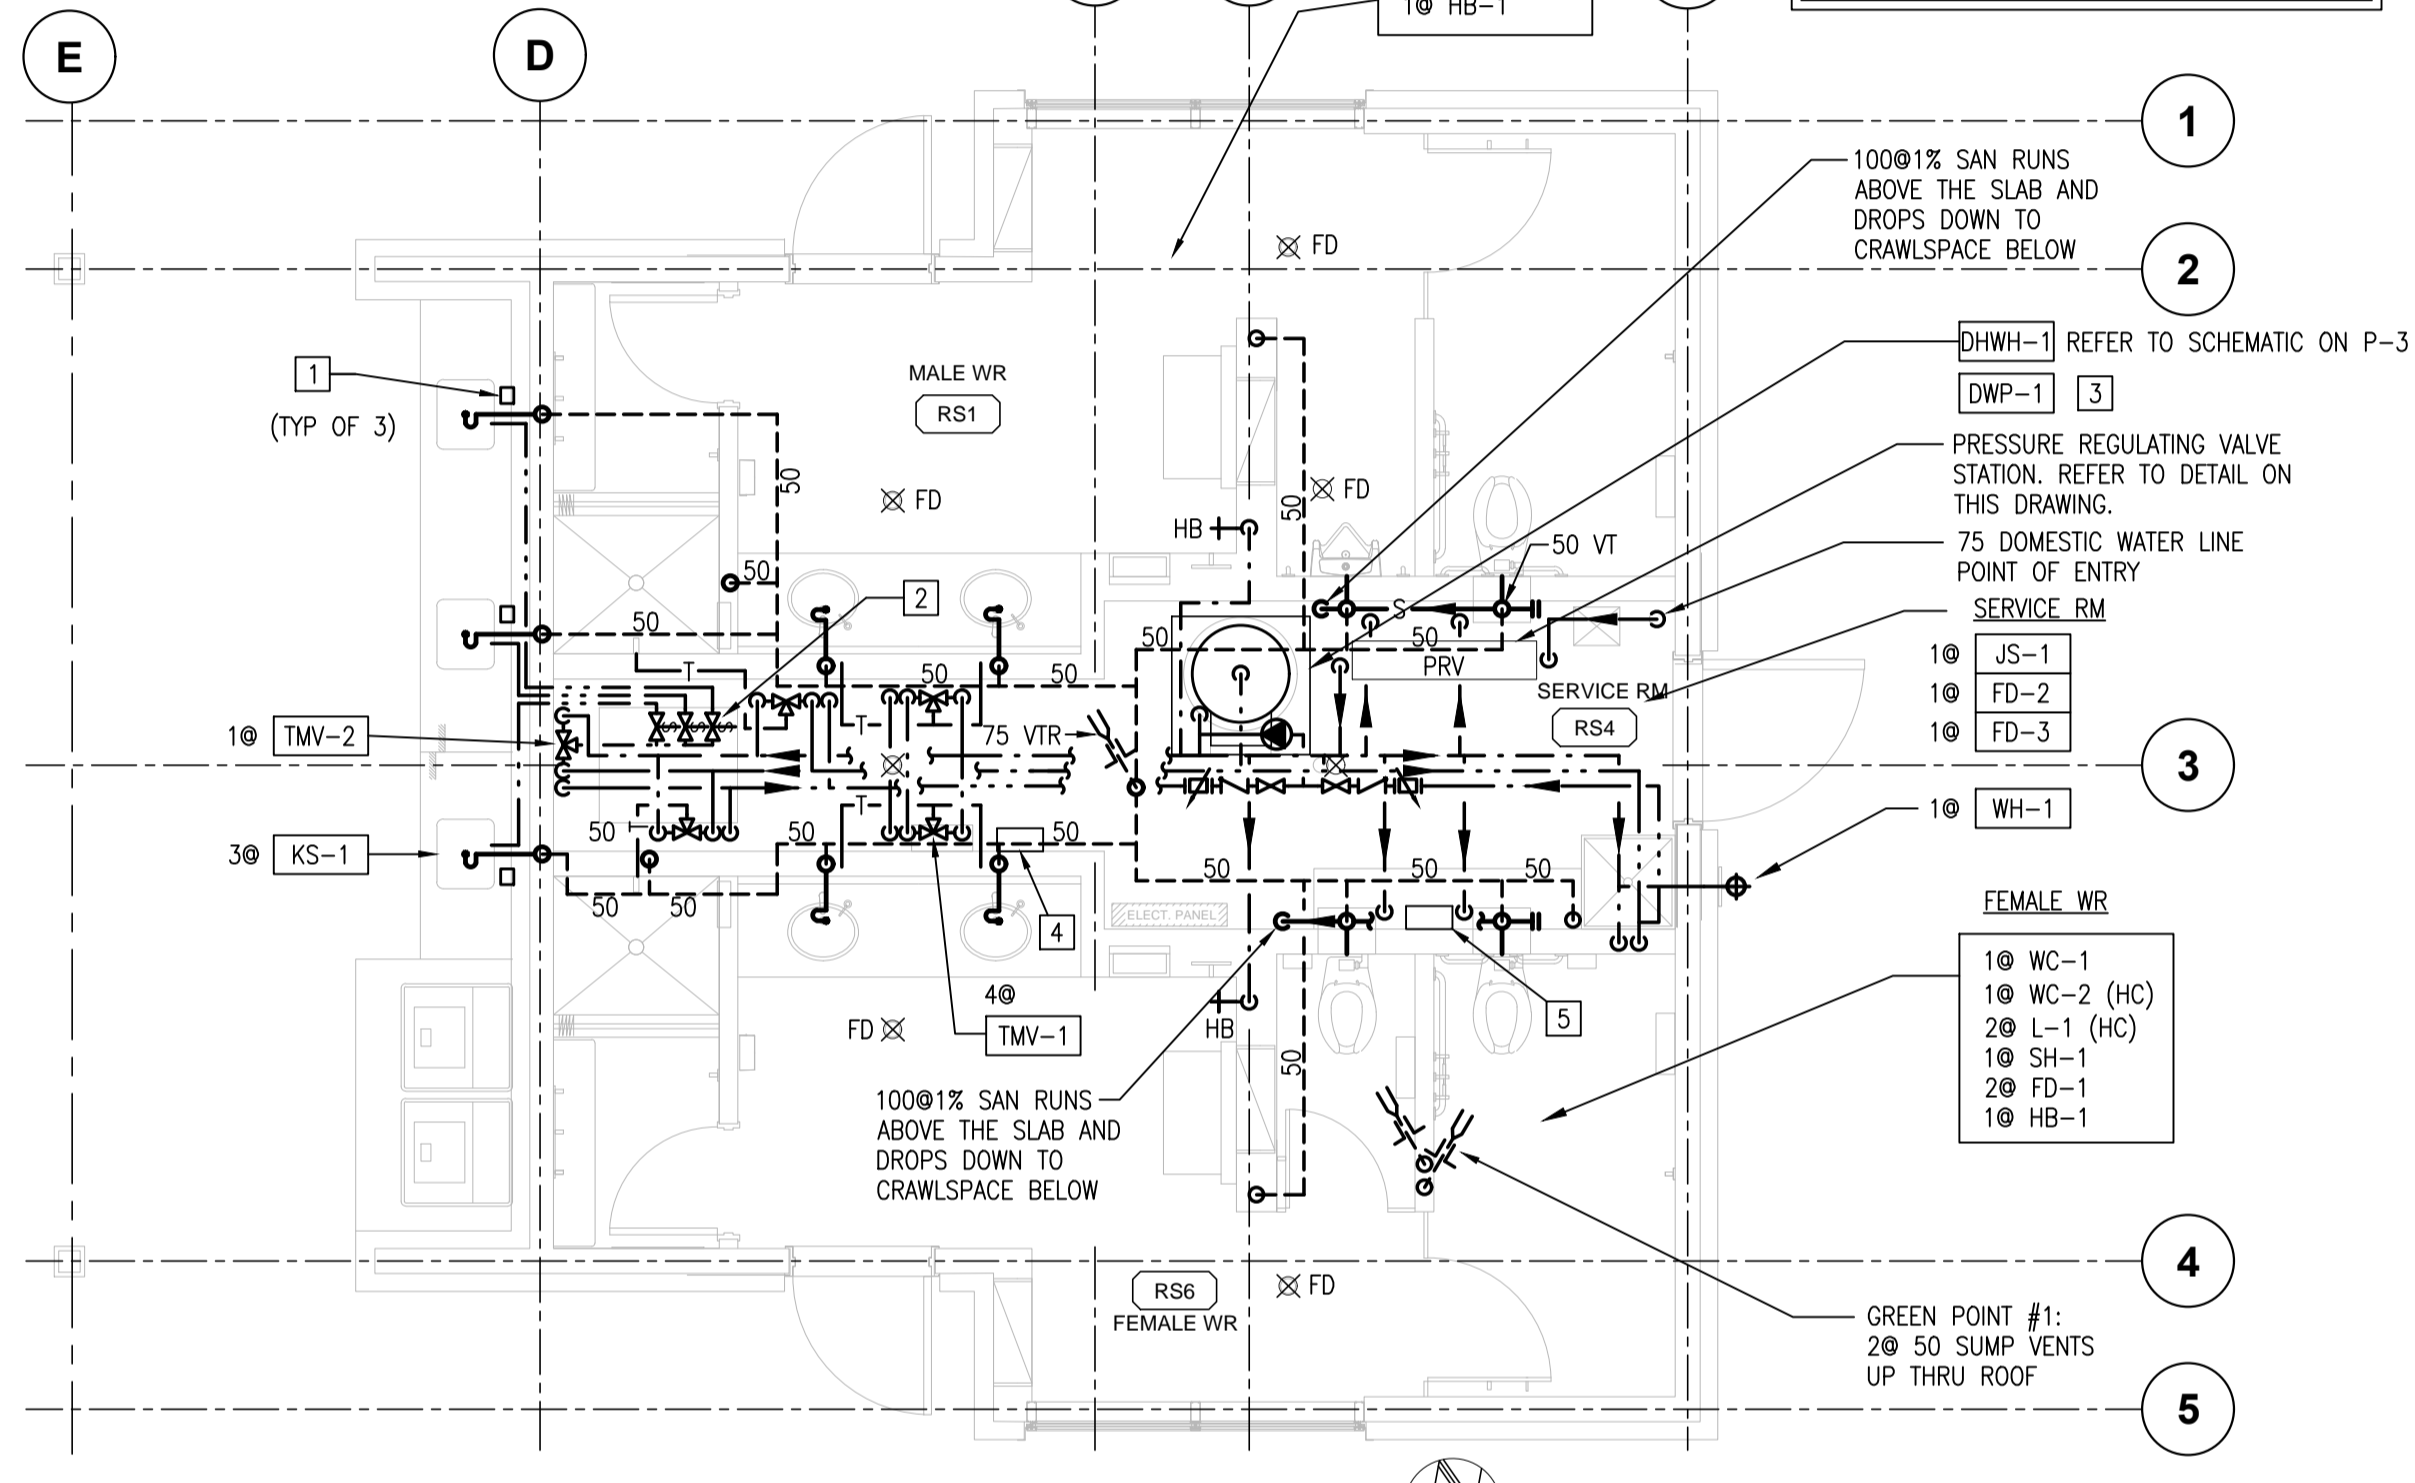 1@ HB-1
E
D
1
100@1% SAN RUNS
ABOVE THE SLAB AND
DROPS DOWN TO
CRAWLSPACE BELOW
2
FD
DHWH-1 REFER TO SCHEMATIC ON P-3
DWP-1 3
1
(TYP OF 3)
MALE WR
RS1
PRESSURE REGULATING VALVE
STATION. REFER TO DETAIL ON
THIS DRAWING.
50
FD
50
FD
HB
50 VT
75 DOMESTIC WATER LINE
POINT OF ENTRY
50
2
SERVICE RM
1@ JS-1
1@ FD-2
1@ FD-3
S
50
50
50
PRV
T
50
50
SERVICE RM
RS4
1@ TMV-2
S
S
S
T
75 VTR
3
T
1@ WH-1
50
T
50
50
3@ KS-1
50
50
50
50
50
ELECT. PANEL
4
FEMALE WR
1@ WC-1
1@ WC-2 (HC)
2@ L-1 (HC)
1@ SH-1
2@ FD-1
1@ HB-1
4@
TMV-1
FD
HB
5
50
100@1% SAN RUNS
ABOVE THE SLAB AND
DROPS DOWN TO
CRAWLSPACE BELOW
4
RS6
FEMALE WR
FD
GREEN POINT #1:
2@ 50 SUMP VENTS
UP THRU ROOF
5